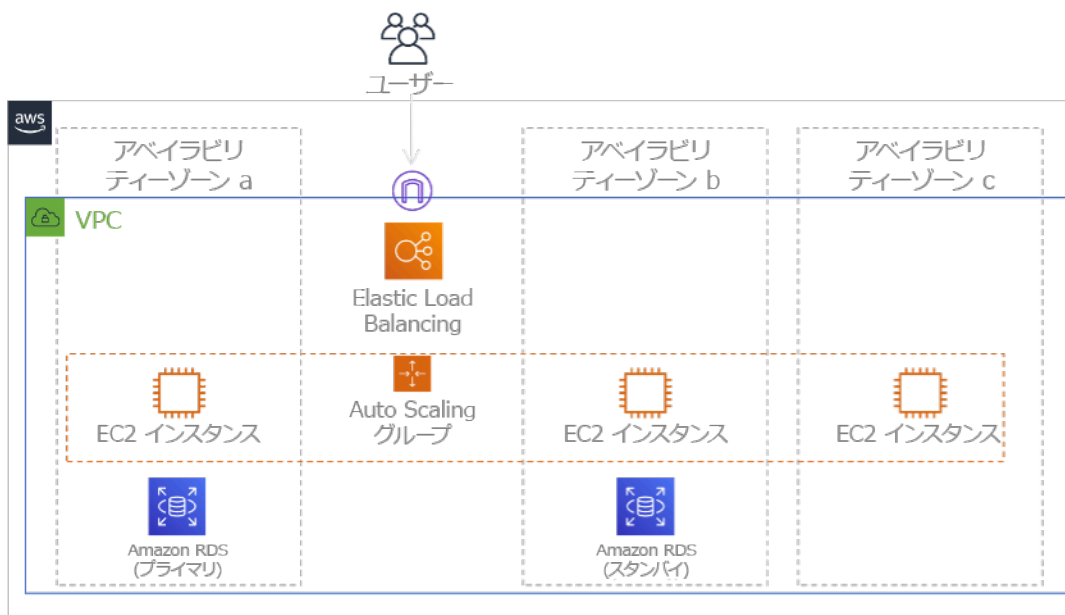 ユーザー
aws
アベイラビリ
ティーゾーン a
アベイラビリ
ティーゾーン b
アベイラビリ
ティーゾーン c
VPC
Elastic Load
Balancing
Auto Scaling
グループ
EC2 インスタンス
EC2 インスタンス
EC2 インスタンス
Amazon RDS
(プライマリ)
Amazon RDS
(スタンバイ)